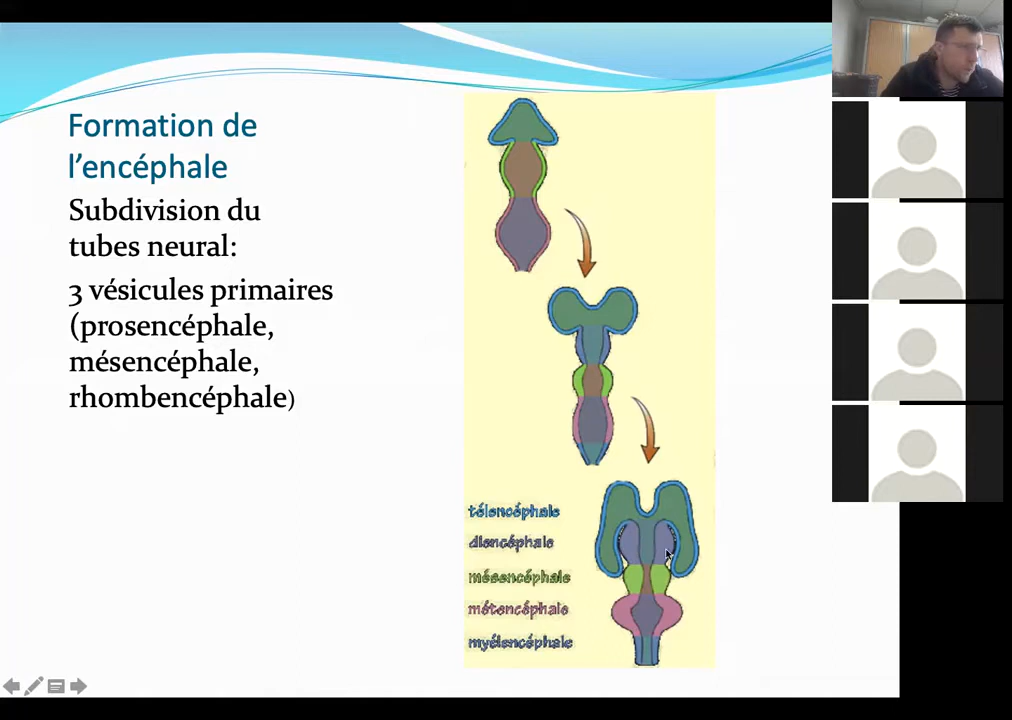 Formation de
l'encéphale
Subdivision du
tubes neural:
3 vésicules primaires
(prosencéphale,
mésencéphale,
rhombencéphale)
télencéphale
diencéphale
mésencéphale
métencéphale
myélencéphale